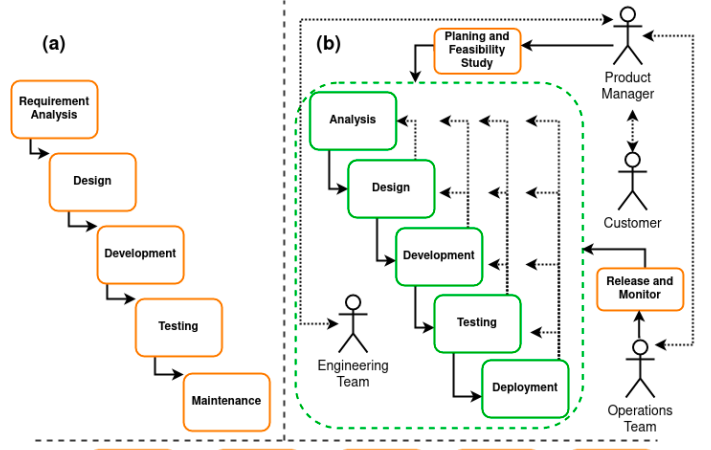 (a)
Requirement
Analysis
Design
Development
Testing
Maintenance
(b)
Planing and
Feasibility
Study
Product
Manager
Analysis
Design
Development
Testing
Deployment
Customer
Release and
Monitor
Engineering
Team
Operations
Team